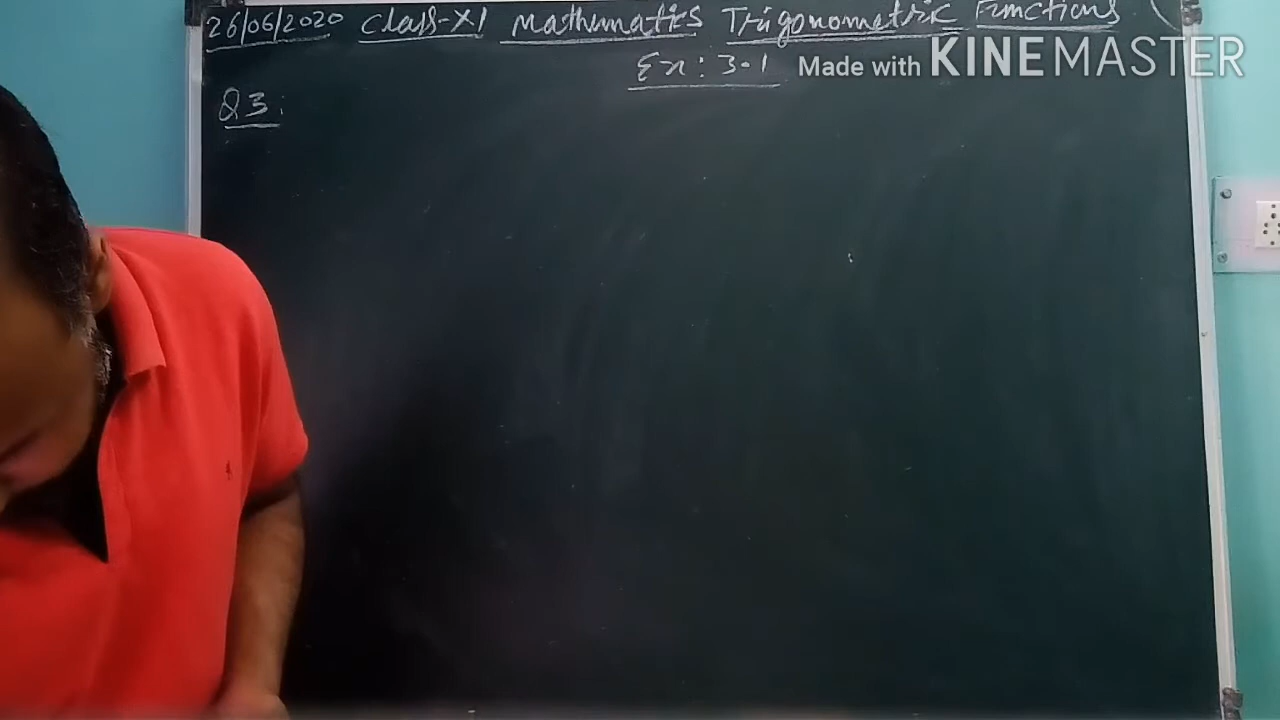 26/06/2020 Class-XI Mathematics Trigonometric Functions (
Ex: 3.1 Made with KINEMASTER
Q3: